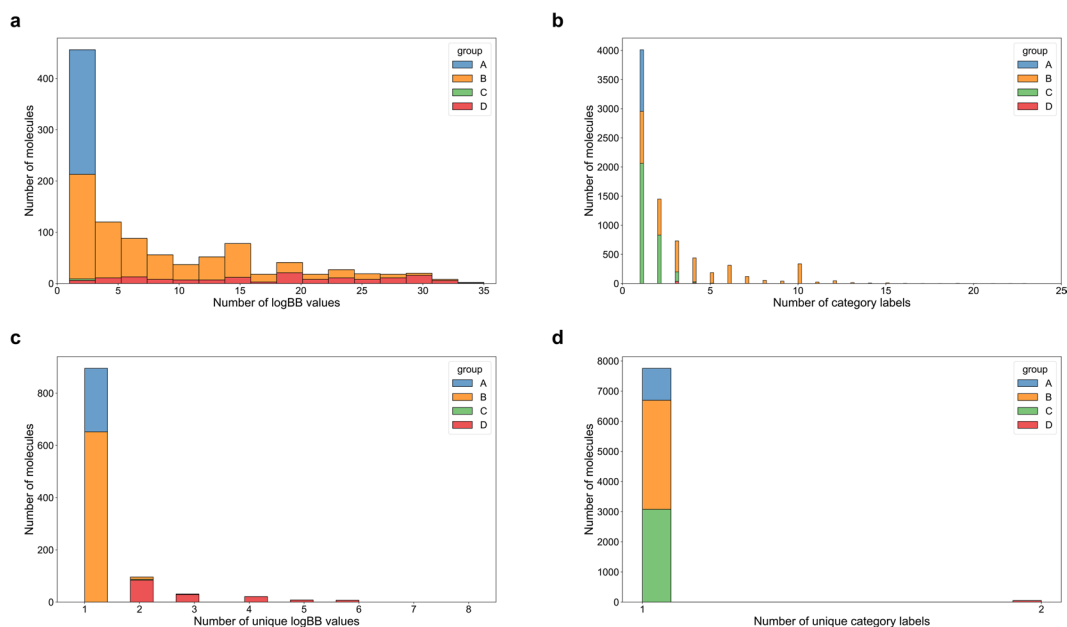 a
group
A
B
C
D
Number of molecules
400
300
200
100
0
0 5 10 15 20 25 30 35
Number of logBB values
b
group
A
B
C
D
Number of molecules
4000
3500
3000
2500
2000
1500
1000
500
0
0 5 10 15 20 25
Number of category labels
c
group
A
B
C
D
Number of molecules
800
600
400
200
0
1 2 3 4 5 6 7 8
Number of unique logBB values
d
group
A
B
C
D
Number of molecules
8000
7000
6000
5000
4000
3000
2000
1000
0
1 2
Number of unique category labels